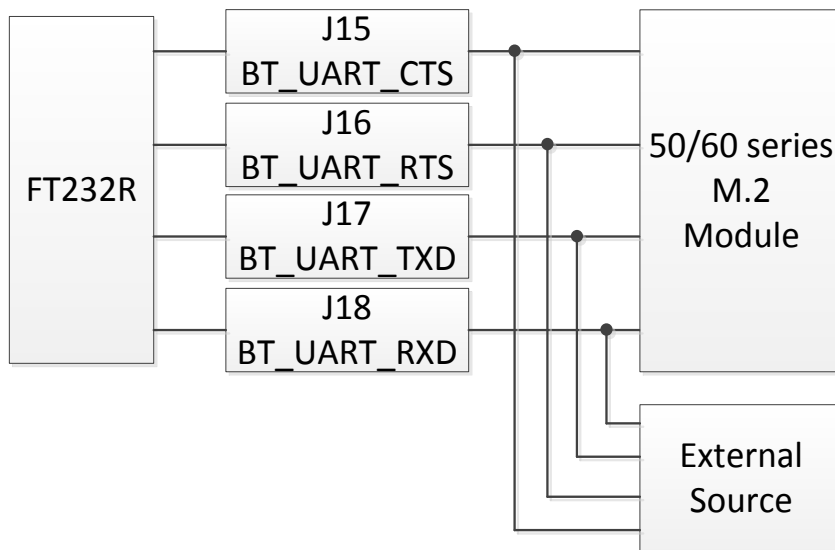 FT232R
J15
BT_UART_CTS
J16
BT_UART_RTS
J17
BT_UART_TXD
J18
BT_UART_RXD
50/60 series
M.2
Module
External
Source